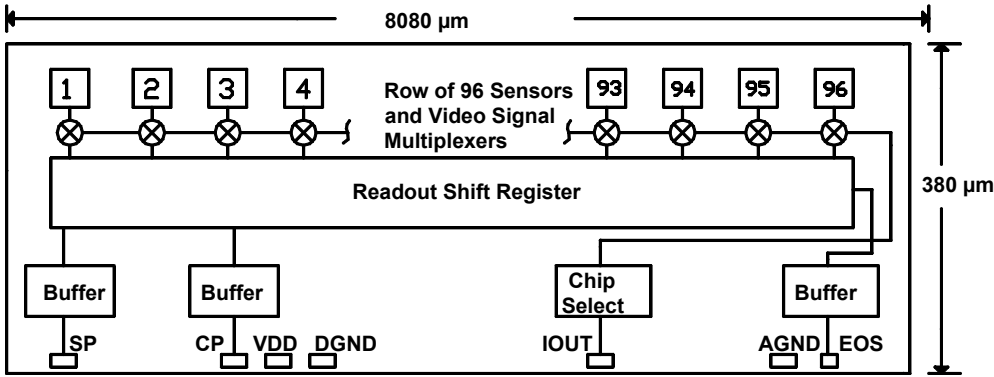 8080 µm
1 2 3 4 93 94 95 96
Row of 96 Sensors
and Video Signal
Multiplexers
Readout Shift Register
380 µm
Buffer Buffer Chip Select Buffer
SP CP VDD DGND IOUT AGND EOS